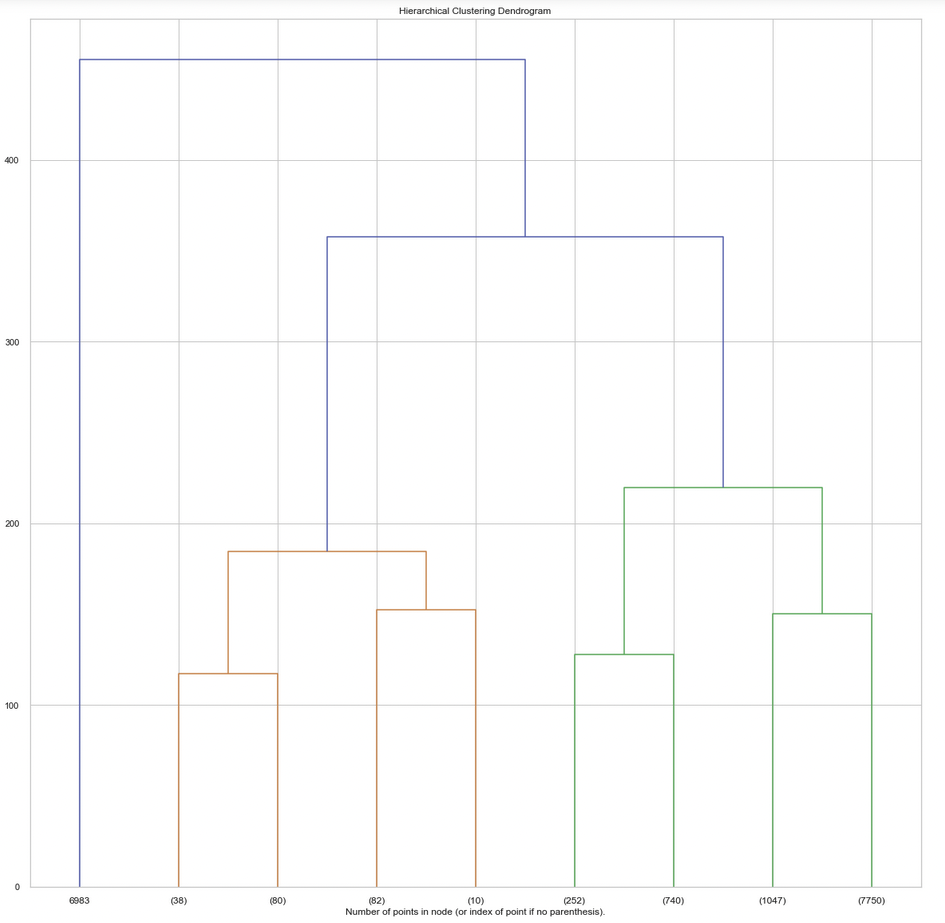 Hierarchical Clustering Dendrogram
400
300
200
100
0
6983 (38) (80) (82) (10) (252) (740) (1047) (7750)
Number of points in node (or index of point if no parenthesis).